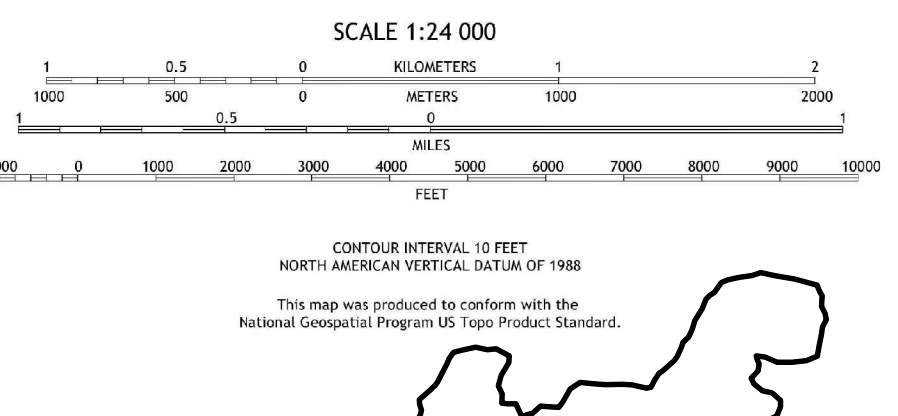 SCALE 1:24 000
1 0.5 0 KILOMETERS 1 2
1000 500 0 METERS 1000 2000
1 0.5 0 1
MILES
0 1000 2000 3000 4000 5000 6000 7000 8000 9000 10000
FEET
CONTOUR INTERVAL 10 FEET
NORTH AMERICAN VERTICAL DATUM OF 1988
This map was produced to conform with the
National Geospatial Program US Topo Product Standard.